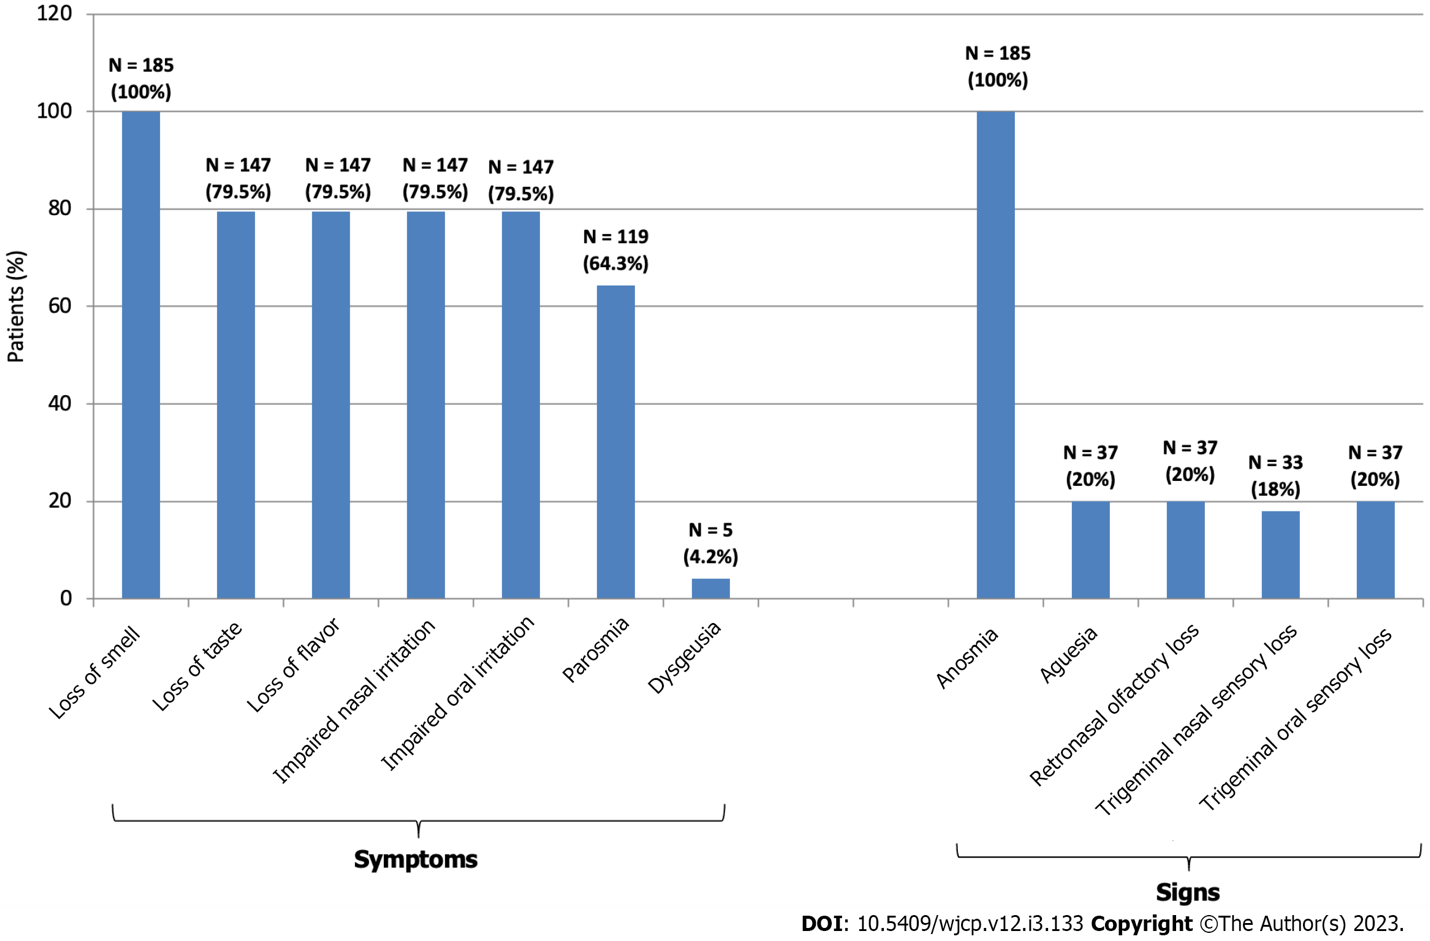 120
100
80
60
40
20
0
Patients (%)
N = 185
(100%)
N = 147
(79.5%)
N = 147
(79.5%)
N = 147
(79.5%)
N = 147
(79.5%)
N = 119
(64.3%)
N = 5
(4.2%)
N = 185
(100%)
N = 37
(20%)
N = 37
(20%)
N = 33
(18%)
N = 37
(20%)
Loss of smell
Loss of taste
Loss of flavor
Impaired nasal irritation
Impaired oral irritation
Parosmia
Dysgeusia
Anosmia
Aguesia
Retronasal olfactory loss
Trigeminal nasal sensory loss
Trigeminal oral sensory loss
Symptoms
Signs
DOI: 10.5409/wjcp.v12.i3.133 Copyright ©The Author(s) 2023.